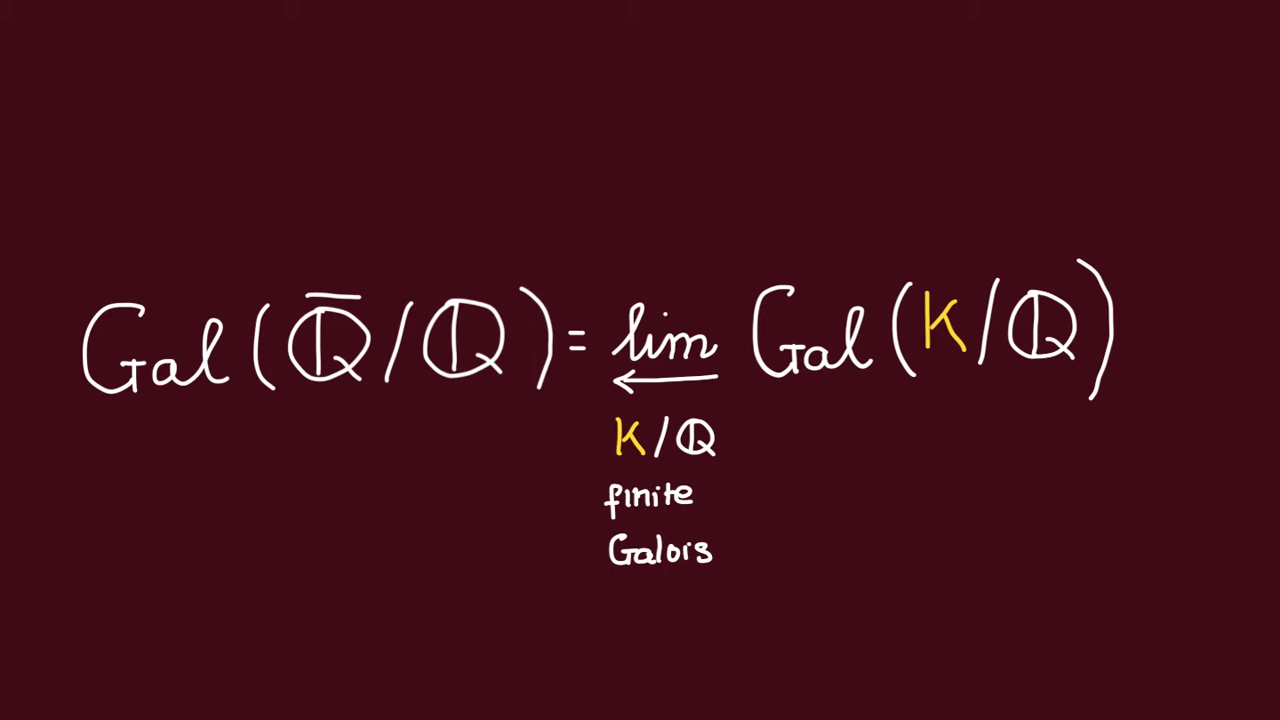 Gal(ℚ̄/ℚ) = lim Gal(K/ℚ)
←
K/ℚ
finite
Galois